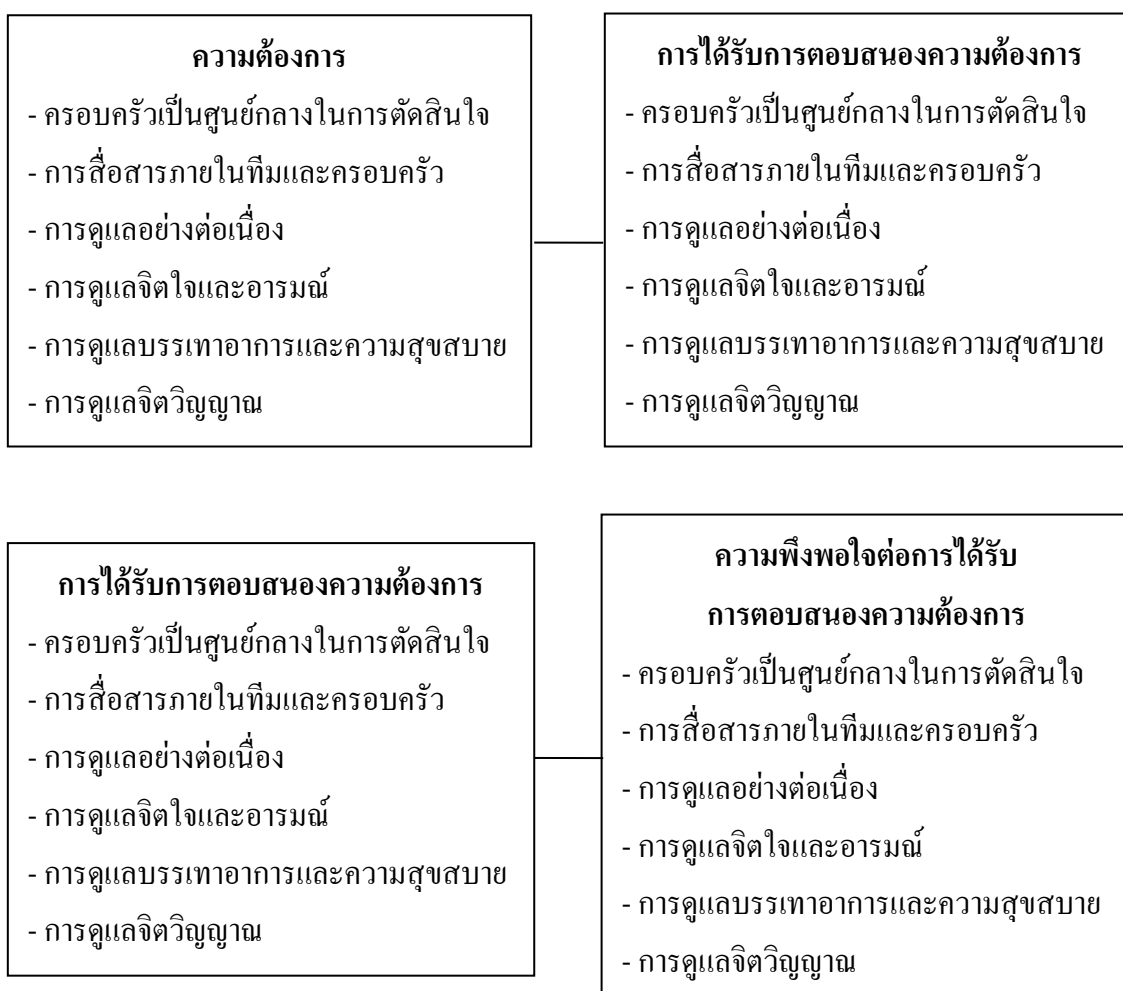 ความต้องการ
- ครอบครัวเป็นศูนย์กลางในการตัดสินใจ
- การสื่อสารภายในทีมและครอบครัว
- การดูแลอย่างต่อเนื่อง
- การดูแลจิตใจและอารมณ์
- การดูแลบรรเทาอาการและความสุขสบาย
- การดูแลจิตวิญญาณ
การได้รับการตอบสนองความต้องการ
- ครอบครัวเป็นศูนย์กลางในการตัดสินใจ
- การสื่อสารภายในทีมและครอบครัว
- การดูแลอย่างต่อเนื่อง
- การดูแลจิตใจและอารมณ์
- การดูแลบรรเทาอาการและความสุขสบาย
- การดูแลจิตวิญญาณ
การได้รับการตอบสนองความต้องการ
- ครอบครัวเป็นศูนย์กลางในการตัดสินใจ
- การสื่อสารภายในทีมและครอบครัว
- การดูแลอย่างต่อเนื่อง
- การดูแลจิตใจและอารมณ์
- การดูแลบรรเทาอาการและความสุขสบาย
- การดูแลจิตวิญญาณ
ความพึงพอใจต่อการได้รับ
การตอบสนองความต้องการ
- ครอบครัวเป็นศูนย์กลางในการตัดสินใจ
- การสื่อสารภายในทีมและครอบครัว
- การดูแลอย่างต่อเนื่อง
- การดูแลจิตใจและอารมณ์
- การดูแลบรรเทาอาการและความสุขสบาย
- การดูแลจิตวิญญาณ